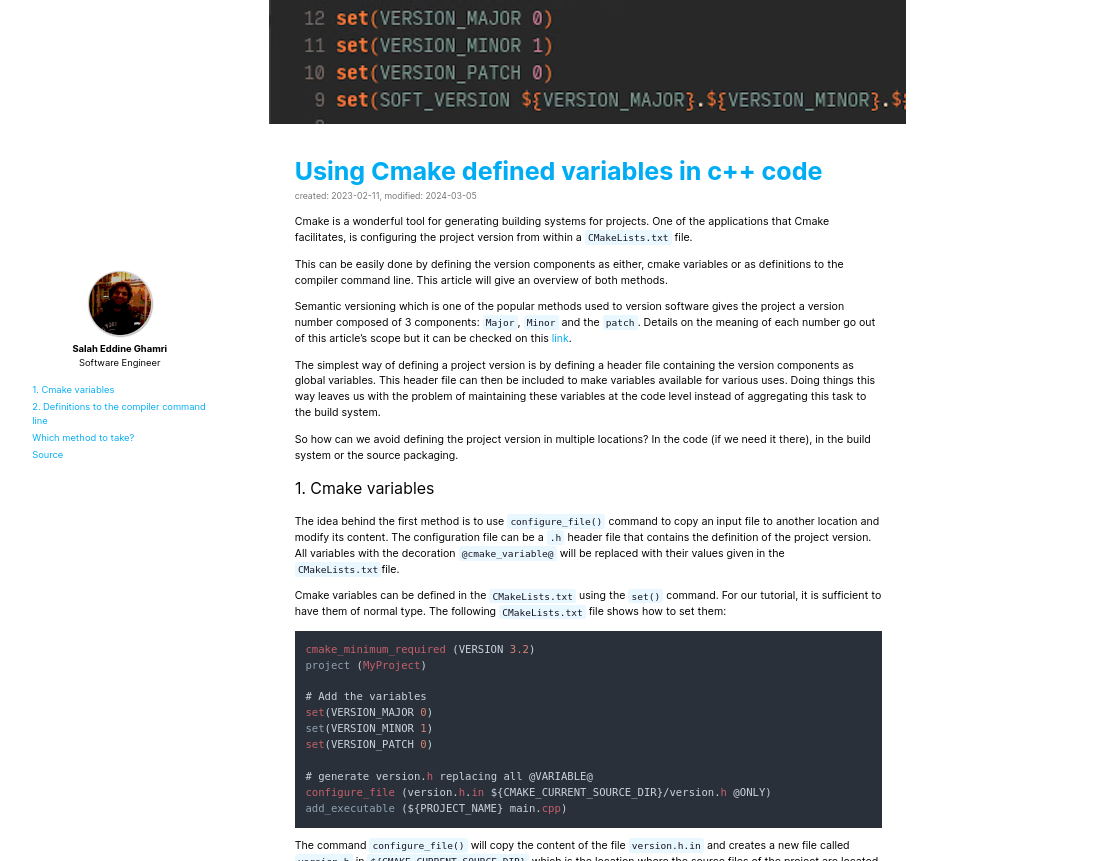 12 set(VERSION_MAJOR 0)
11 set(VERSION_MINOR 1)
10 set(VERSION_PATCH 0)
9 set(SOFT_VERSION ${VERSION_MAJOR}.${VERSION_MINOR}.$
Using Cmake defined variables in c++ code
created: 2023-02-11, modified: 2024-03-05
Cmake is a wonderful tool for generating building systems for projects. One of the applications that Cmake
facilitates, is configuring the project version from within a CMakeLists.txt file.
This can be easily done by defining the version components as either, cmake variables or as definitions to the
compiler command line. This article will give an overview of both methods.
Semantic versioning which is one of the popular methods used to version software gives the project a version
number composed of 3 components: Major, Minor and the patch. Details on the meaning of each number go out
of this article's scope but it can be checked on this link.
The simplest way of defining a project version is by defining a header file containing the version components as
global variables. This header file can then be included to make variables available for various uses. Doing things this
way leaves us with the problem of maintaining these variables at the code level instead of aggregating this task to
the build system.
So how can we avoid defining the project version in multiple locations? In the code (if we need it there), in the build
system or the source packaging.
1. Cmake variables
The idea behind the first method is to use configure_file() command to copy an input file to another location and
modify its content. The configuration file can be a .h header file that contains the definition of the project version.
All variables with the decoration @cmake_variable@ will be replaced with their values given in the
CMakeLists.txt file.
Cmake variables can be defined in the CMakeLists.txt using the set() command. For our tutorial, it is sufficient to
have them of normal type. The following CMakeLists.txt file shows how to set them:
cmake_minimum_required (VERSION 3.2)
project (MyProject)
# Add the variables
set(VERSION_MAJOR 0)
set(VERSION_MINOR 1)
set(VERSION_PATCH 0)
# generate version.h replacing all @VARIABLE@
configure_file (version.h.in ${CMAKE_CURRENT_SOURCE_DIR}/version.h @ONLY)
add_executable (${PROJECT_NAME} main.cpp)
The command configure_file() will copy the content of the file version.h.in and creates a new file called
version.h in ${CMAKE_CURRENT_SOURCE_DIR} which is the location where the source files of the project are located
Salah Eddine Ghamri
Software Engineer
1. Cmake variables
2. Definitions to the compiler command
line
Which method to take?
Source